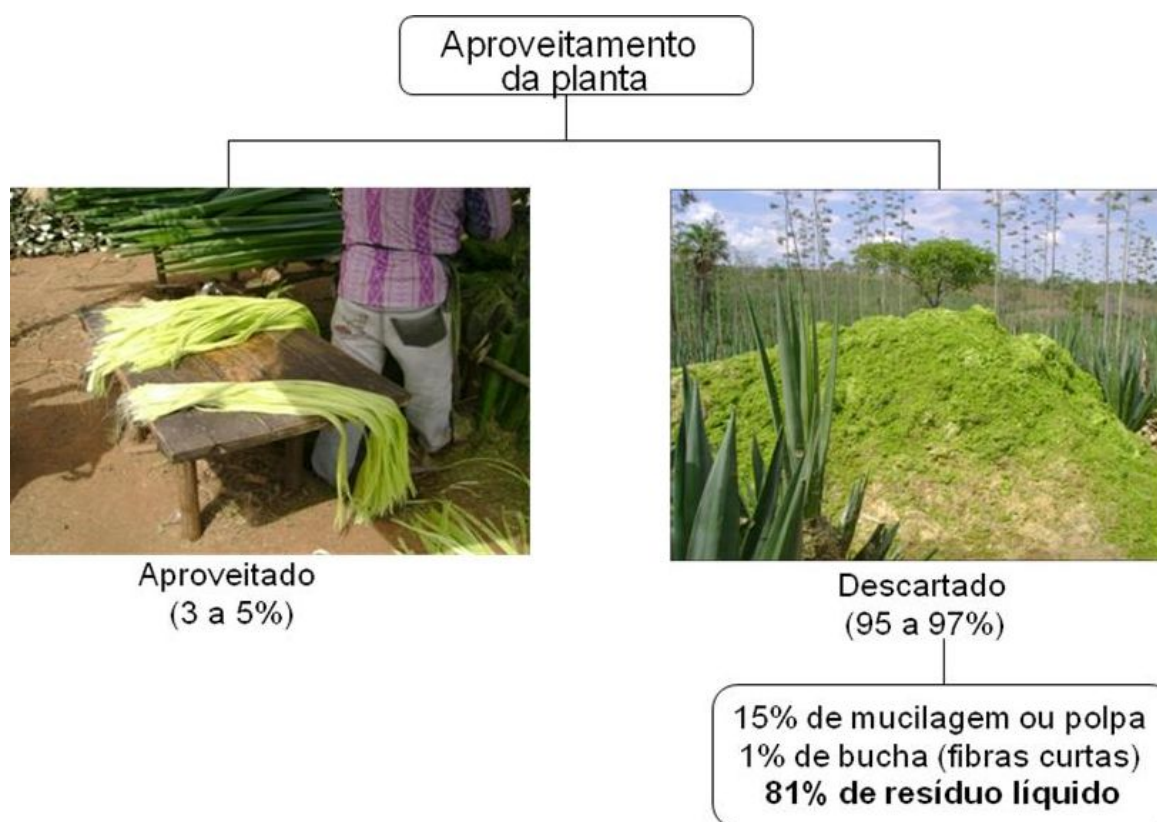 Aproveitamento
da planta
Aproveitado
(3 a 5%)
Descartado
(95 a 97%)
15% de mucilagem ou polpa
1% de bucha (fibras curtas)
81% de resíduo líquido